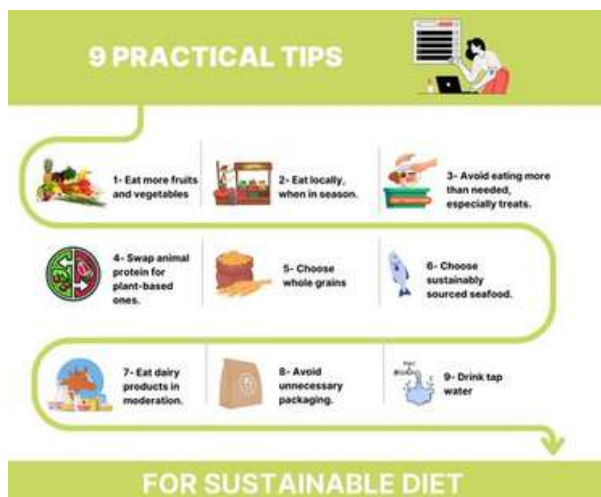 9 PRACTICAL TIPS
1- Eat more fruits
and vegetables
2- Eat locally,
when in season.
3- Avoid eating more
than needed,
especially treats.
4- Swap animal
protein for
plant-based
ones.
5- Choose
whole grains
6- Choose
sustainably
sourced seafood.
7- Eat dairy
products in
moderation.
8- Avoid
unnecessary
packaging.
9- Drink tap
water
FOR SUSTAINABLE DIET